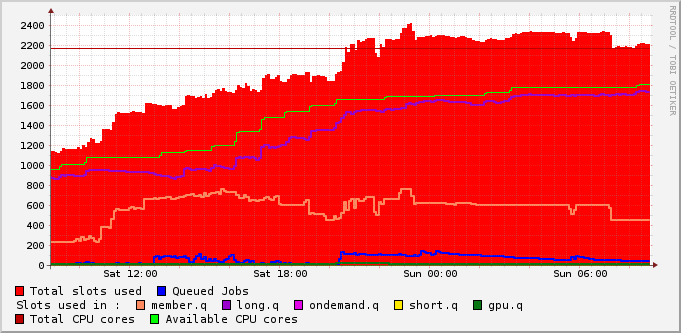 RRDTOOL / TOBI OETIKER
2400
2200
2000
1800
1600
1400
1200
1000
800
600
400
200
0
Sat 12:00 Sat 18:00 Sun 00:00 Sun 06:00
Total slots used Queued Jobs
Slots used in : member.q long.q ondemand.q short.q gpu.q
Total CPU cores Available CPU cores